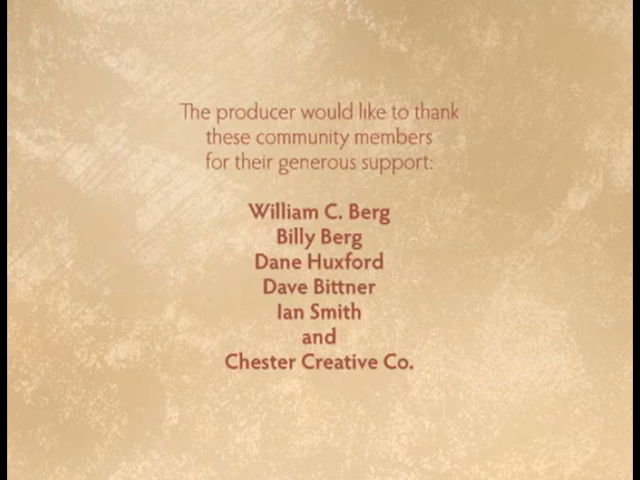 The producer would like to thank
these community members
for their generous support:
William C. Berg
Billy Berg
Dane Huxford
Dave Bittner
Ian Smith
and
Chester Creative Co.